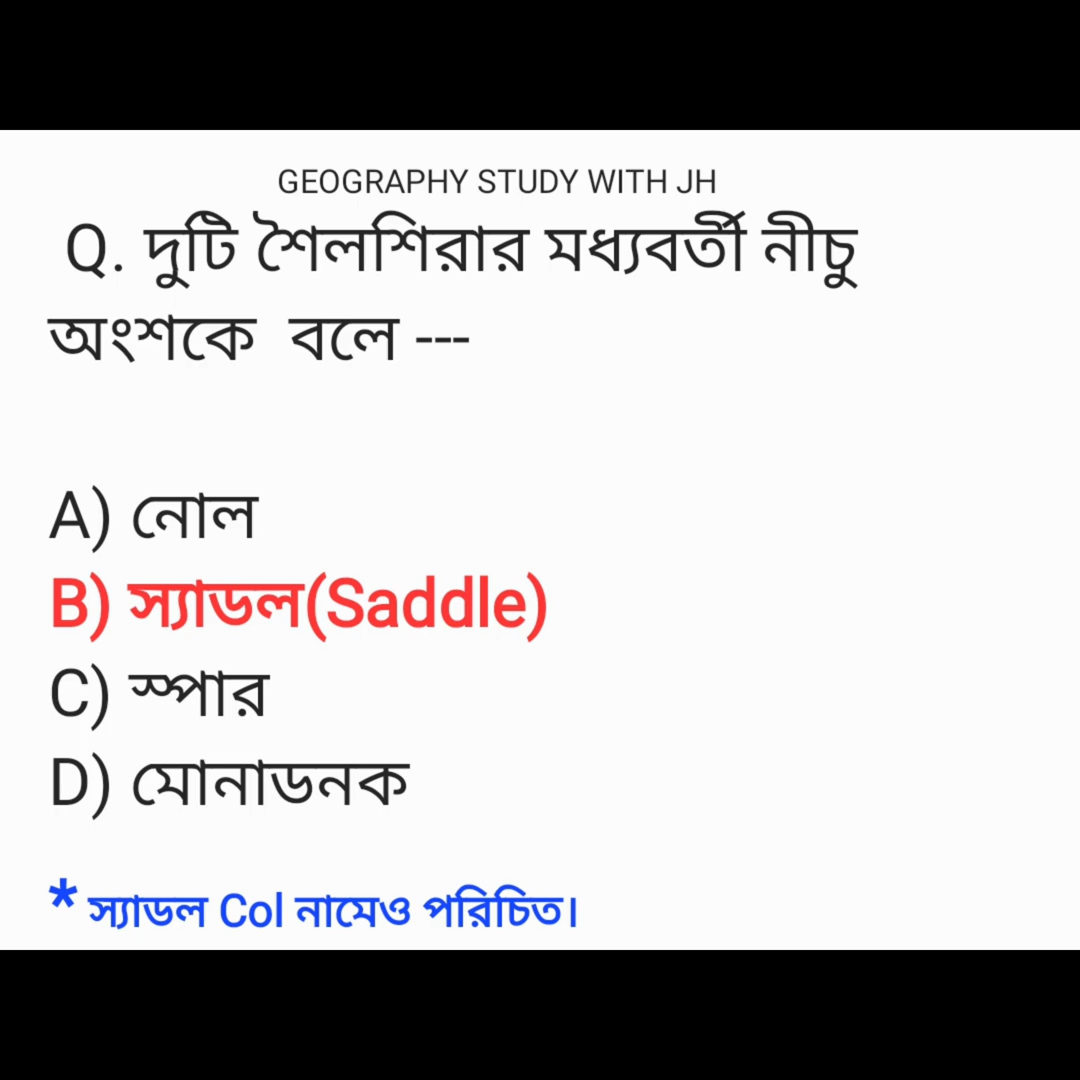 GEOGRAPHY STUDY WITH JH
Q. দুটি শৈলশিরার মধ্যবর্তী নীচু
অংশকে বলে ---
A) নোল
B) স্যাডল(Saddle)
C) স্পার
D) মোনাডনক
* স্যাডল Col নামেও পরিচিত।